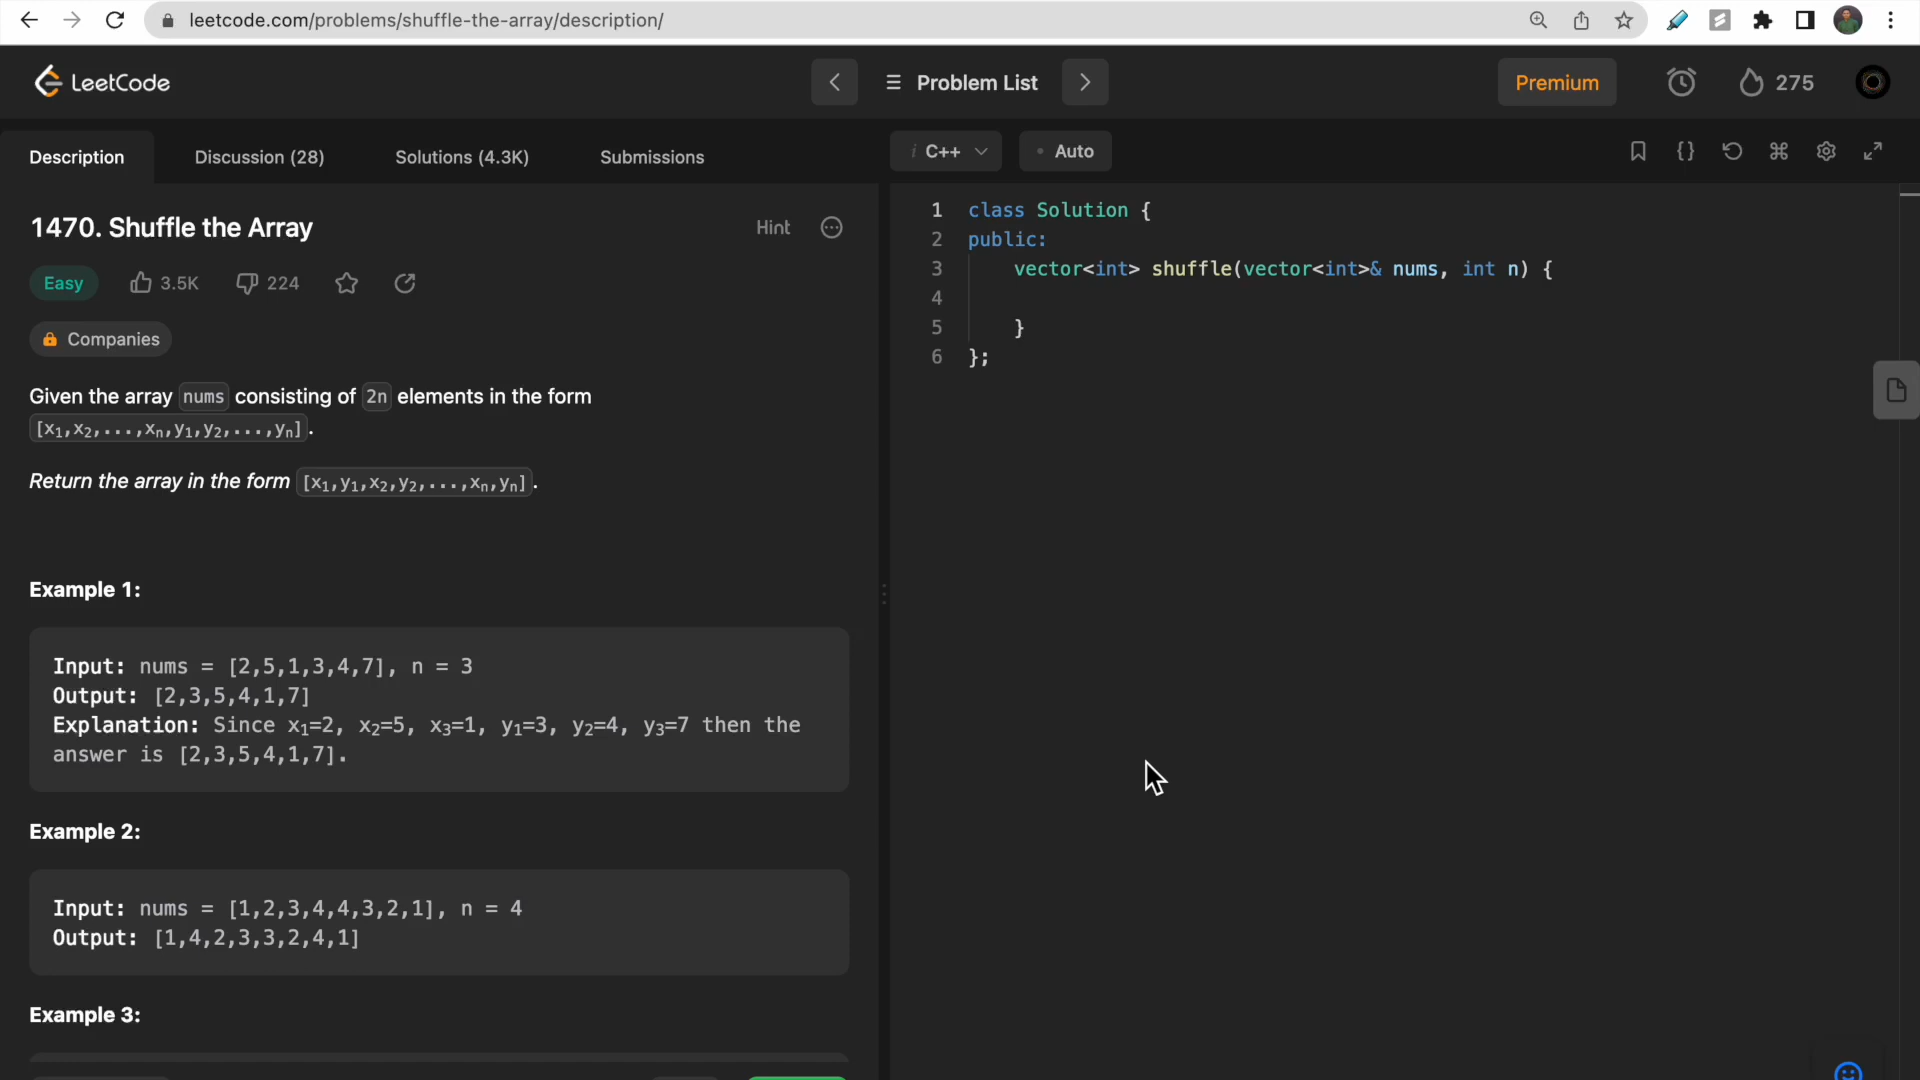 leetcode.com/problems/shuffle-the-array/description/
LeetCode
Problem List
Premium
275
Description
Discussion (28)
Solutions (4.3K)
Submissions
i C++
Auto
1470. Shuffle the Array
Hint
Easy
3.5K
224
Companies
Given the array nums consisting of 2n elements in the form
[x₁,x₂,...,xₙ,y₁,y₂,...,yₙ].
Return the array in the form [x₁,y₁,x₂,y₂,...,xₙ,yₙ].
Example 1:
Input: nums = [2,5,1,3,4,7], n = 3
Output: [2,3,5,4,1,7]
Explanation: Since x₁=2, x₂=5, x₃=1, y₁=3, y₂=4, y₃=7 then the
answer is [2,3,5,4,1,7].
Example 2:
Input: nums = [1,2,3,4,4,3,2,1], n = 4
Output: [1,4,2,3,3,2,4,1]
Example 3:
1 class Solution {
2 public:
3 vector<int> shuffle(vector<int>& nums, int n) {
4
5 }
6 };